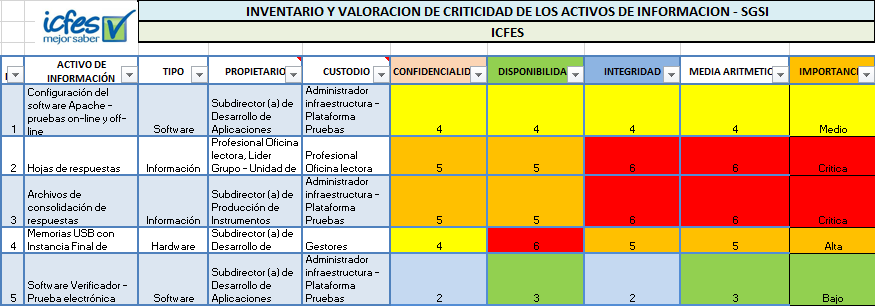 icfes
mejor saber
INVENTARIO Y VALORACION DE CRITICIDAD DE LOS ACTIVOS DE INFORMACION - SGSI
ICFES
ACTIVO DE INFORMACIÓN TIPO PROPIETARIO CUSTODIO CONFIDENCIALID DISPONIBILIDA INTEGRIDAD MEDIA ARITMETIC IMPORTANCI
Configuración del
software Apache -
pruebas on-line y off-
line
1
Software
Subdirector (a) de
Desarrollo de
Aplicaciones
Administrador
infraestructura -
Plataforma
Pruebas
4 4 4 4 Medio
2 Hojas de respuestas Información
Profesional Oficina
lectora, Lider
Grupo - Unidad de
Profesional
Oficina lectora
5 5 6 6 Critica
Archivos de
consolidación de
respuestas
3
Información
Subdirector (a) de
Producción de
Instrumentos
Administrador
infraestructura -
Plataforma
Pruebas
5 5 6 6 Critica
Memorias USB con
Instancia Final de
4
Hardware
Subdirector (a) de
Desarrollo de
Gestores
4 6 5 5 Alta
Software Verificador -
Prueba electrónica
5
Software
Subdirector (a) de
Desarrollo de
Aplicaciones
Administrador
infraestructura -
Plataforma
Pruebas
2 3 2 3 Bajo